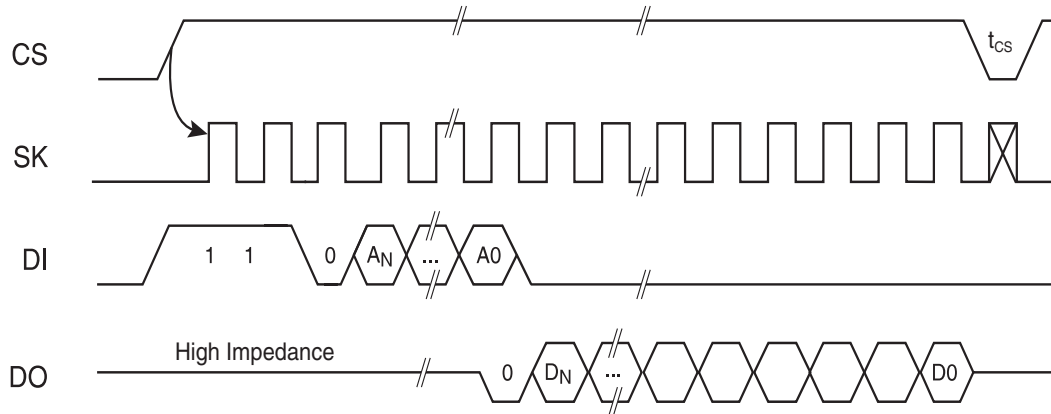 CS
t_CS
SK
DI
1 1 0 A_N ... A0
High Impedance
DO
0 D_N ... D0